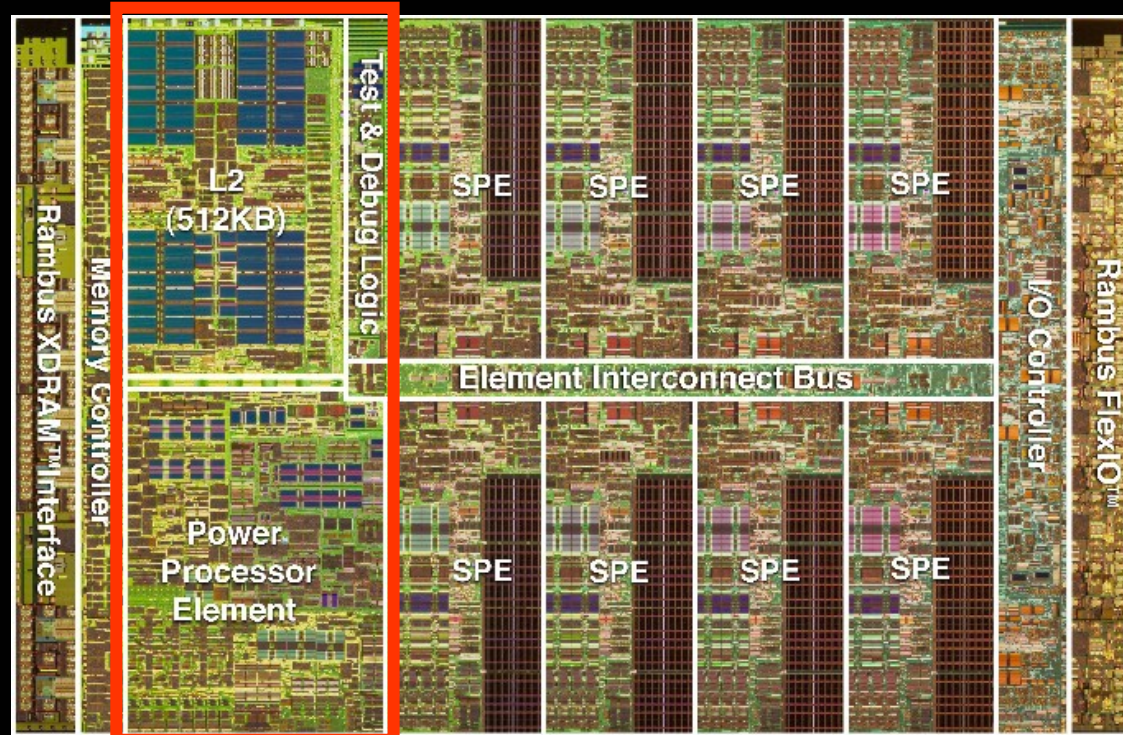 Rambus XDRAM™ Interface
Memory Controller
L2
(512KB)
Test & Debug Logic
Power
Processor
Element
SPE
SPE
SPE
SPE
Element Interconnect Bus
SPE
SPE
SPE
SPE
I/O Controller
Rambus FlexIO™